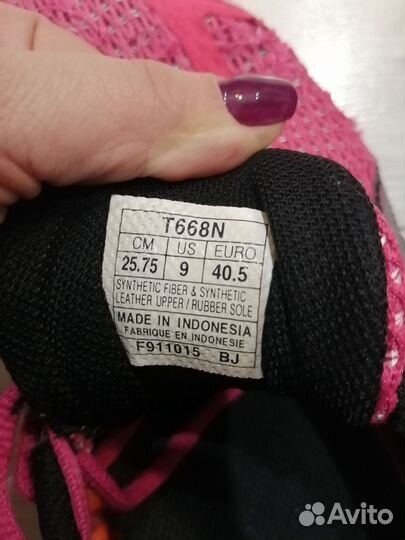 T668N
CM US EURO
25.75 9 40.5
SYNTHETIC FIBER & SYNTHETIC
LEATHER UPPER / RUBBER SOLE
MADE IN INDONESIA
FABRIQUE EN INDONESIE
F911015 BJ
Avito